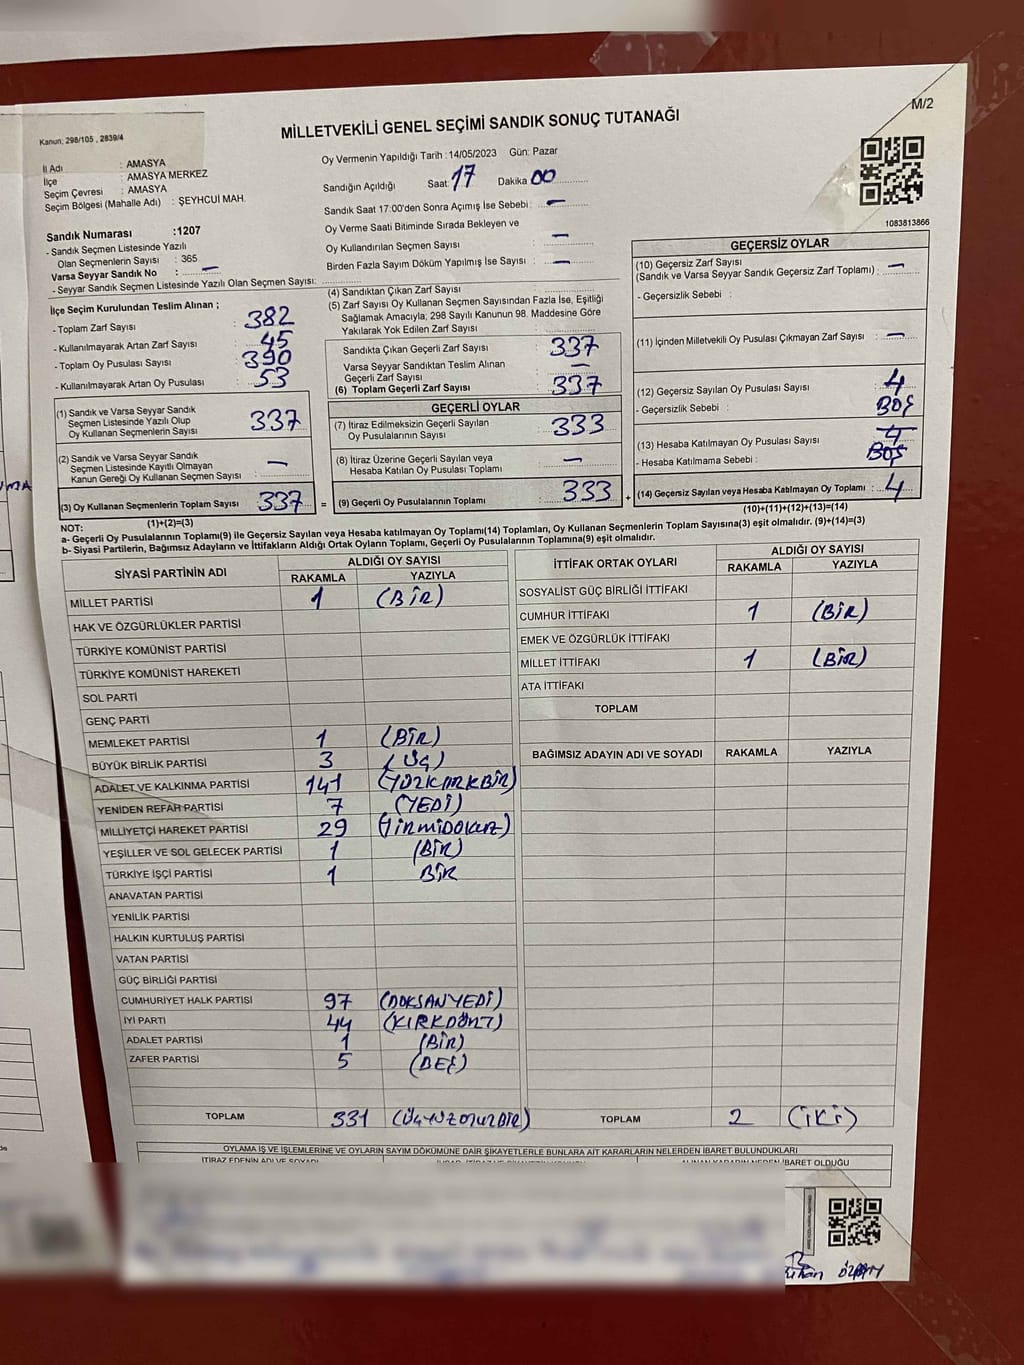 M/2
Kanun: 298/105 , 2839/4
MİLLETVEKİLİ GENEL SEÇİMİ SANDIK SONUÇ TUTANAĞI
İl Adı : AMASYA
İlçe : AMASYA MERKEZ
Seçim Çevresi : AMASYA
Seçim Bölgesi (Mahalle Adı) : ŞEYHCUİ MAH.
Oy Vermenin Yapıldığı Tarih : 14/05/2023 Gün: Pazar
Sandığın Açıldığı Saat: 17 Dakika 00
Sandık Saat 17:00'den Sonra Açımış İse Sebebi : —
Oy Verme Saati Bitiminde Sırada Bekleyen ve
Oy Kullandırılan Seçmen Sayısı : —
Birden Fazla Sayım Döküm Yapılmış İse Sayısı : —
1083813866
Sandık Numarası :1207
- Sandık Seçmen Listesinde Yazılı
Olan Seçmenlerin Sayısı : 365
Varsa Seyyar Sandık No : —
- Seyyar Sandık Seçmen Listesinde Yazılı Olan Seçmen Sayısı:
İlçe Seçim Kurulundan Teslim Alınan ;
- Toplam Zarf Sayısı : 382
- Kullanılmayarak Artan Zarf Sayısı : 45
- Toplam Oy Pusulası Sayısı : 390
- Kullanılmayarak Artan Oy Pusulası : 53
(1) Sandık ve Varsa Seyyar Sandık
Seçmen Listesinde Yazılı Olup
Oy Kullanan Seçmenlerin Sayısı : 337
(2) Sandık ve Varsa Seyyar Sandık
Seçmen Listesinde Kayıtlı Olmayan
Kanun Gereği Oy Kullanan Seçmen Sayısı : —
(3) Oy Kullanan Seçmenlerin Toplam Sayısı : 337 =
(1)+(2)=(3)
(4) Sandıktan Çıkan Zarf Sayısı :
(5) Zarf Sayısı Oy Kullanan Seçmen Sayısından Fazla İse, Eşitliği
Sağlamak Amacıyla; 298 Sayılı Kanunun 98. Maddesine Göre
Yakılarak Yok Edilen Zarf Sayısı :
Sandıkta Çıkan Geçerli Zarf Sayısı : 337
Varsa Seyyar Sandıktan Teslim Alınan
Geçerli Zarf Sayısı : —
(6) Toplam Geçerli Zarf Sayısı : 337
GEÇERLİ OYLAR
(7) İtiraz Edilmeksizin Geçerli Sayılan
Oy Pusulalarının Sayısı : 333
(8) İtiraz Üzerine Geçerli Sayılan veya
Hesaba Katılan Oy Pusulası Toplamı : —
(9) Geçerli Oy Pusulalarının Toplamı : 333 +
GEÇERSİZ OYLAR
(10) Geçersiz Zarf Sayısı
(Sandık ve Varsa Seyyar Sandık Geçersiz Zarf Toplamı) : —
- Geçersizlik Sebebi :
(11) İçinden Milletvekili Oy Pusulası Çıkmayan Zarf Sayısı : —
(12) Geçersiz Sayılan Oy Pusulası Sayısı : 4
- Geçersizlik Sebebi : BOŞ
(13) Hesaba Katılmayan Oy Pusulası Sayısı :
- Hesaba Katılmama Sebebi : BOŞ
(14) Geçersiz Sayılan veya Hesaba Katılmayan Oy Toplamı : 4
(10)+(11)+(12)+(13)=(14)
NOT:
a- Geçerli Oy Pusulalarının Toplamı(9) ile Geçersiz Sayılan veya Hesaba katılmayan Oy Toplamı(14) Toplamları, Oy Kullanan Seçmenlerin Toplam Sayısına(3) eşit olmalıdır. (9)+(14)=(3)
b- Siyasi Partilerin, Bağımsız Adayların ve İttifakların Aldığı Ortak Oyların Toplamı, Geçerli Oy Pusulalarının Toplamına(9) eşit olmalıdır.
SİYASİ PARTİNİN ADI ALDIĞI OY SAYISI
RAKAMLA YAZIYLA
MİLLET PARTİSİ 1 (BİR)
HAK VE ÖZGÜRLÜKLER PARTİSİ
TÜRKİYE KOMÜNİST PARTİSİ
TÜRKİYE KOMÜNİST HAREKETİ
SOL PARTİ
GENÇ PARTİ
MEMLEKET PARTİSİ 1 (BİR)
BÜYÜK BİRLİK PARTİSİ 3 (ÜÇ)
ADALET VE KALKINMA PARTİSİ 141 (YÜZKIRKBİR)
YENİDEN REFAH PARTİSİ 7 (YEDİ)
MİLLİYETÇİ HAREKET PARTİSİ 29 (YİRMİDOKUZ)
YEŞİLLER VE SOL GELECEK PARTİSİ 1 (BİR)
TÜRKİYE İŞÇİ PARTİSİ 1 BİR
ANAVATAN PARTİSİ
YENİLİK PARTİSİ
HALKIN KURTULUŞ PARTİSİ
VATAN PARTİSİ
GÜÇ BİRLİĞİ PARTİSİ
CUMHURİYET HALK PARTİSİ 97 (DOKSANYEDİ)
İYİ PARTİ 44 (KIRKDÖRT)
ADALET PARTİSİ 1 (BİR)
ZAFER PARTİSİ 5 (BEŞ)
TOPLAM 331 (ÜÇYÜZOTUZBİR)
İTTİFAK ORTAK OYLARI ALDIĞI OY SAYISI
RAKAMLA YAZIYLA
SOSYALİST GÜÇ BİRLİĞİ İTTİFAKI
CUMHUR İTTİFAKI 1 (BİR)
EMEK VE ÖZGÜRLÜK İTTİFAKI
MİLLET İTTİFAKI 1 (BİR)
ATA İTTİFAKI
TOPLAM
BAĞIMSIZ ADAYIN ADI VE SOYADI RAKAMLA YAZIYLA
TOPLAM 2 (İKİ)
OYLAMA İŞ VE İŞLEMLERİNE VE OYLARIN SAYIM DÖKÜMÜNE DAİR ŞİKAYETLERLE BUNLARA AİT KARARLARIN NELERDEN İBARET BULUNDUKLARI
İTİRAZ EDENİN ADI VE SOYADI ALINAN KARARIN NEDEN İBARET OLDUĞU